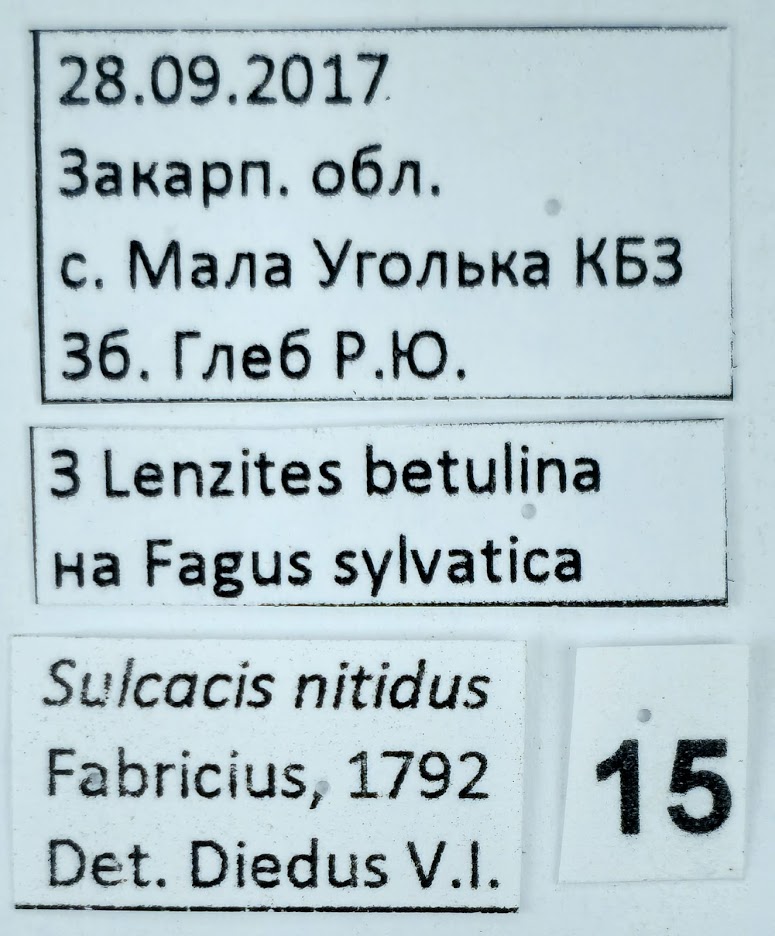 28.09.2017
Закарп. обл.
с. Мала Уголька КБЗ
Зб. Глеб Р.Ю.
З Lenzites betulina
на Fagus sylvatica
Sulcacis nitidus
Fabricius, 1792
Det. Diedus V.I.
15